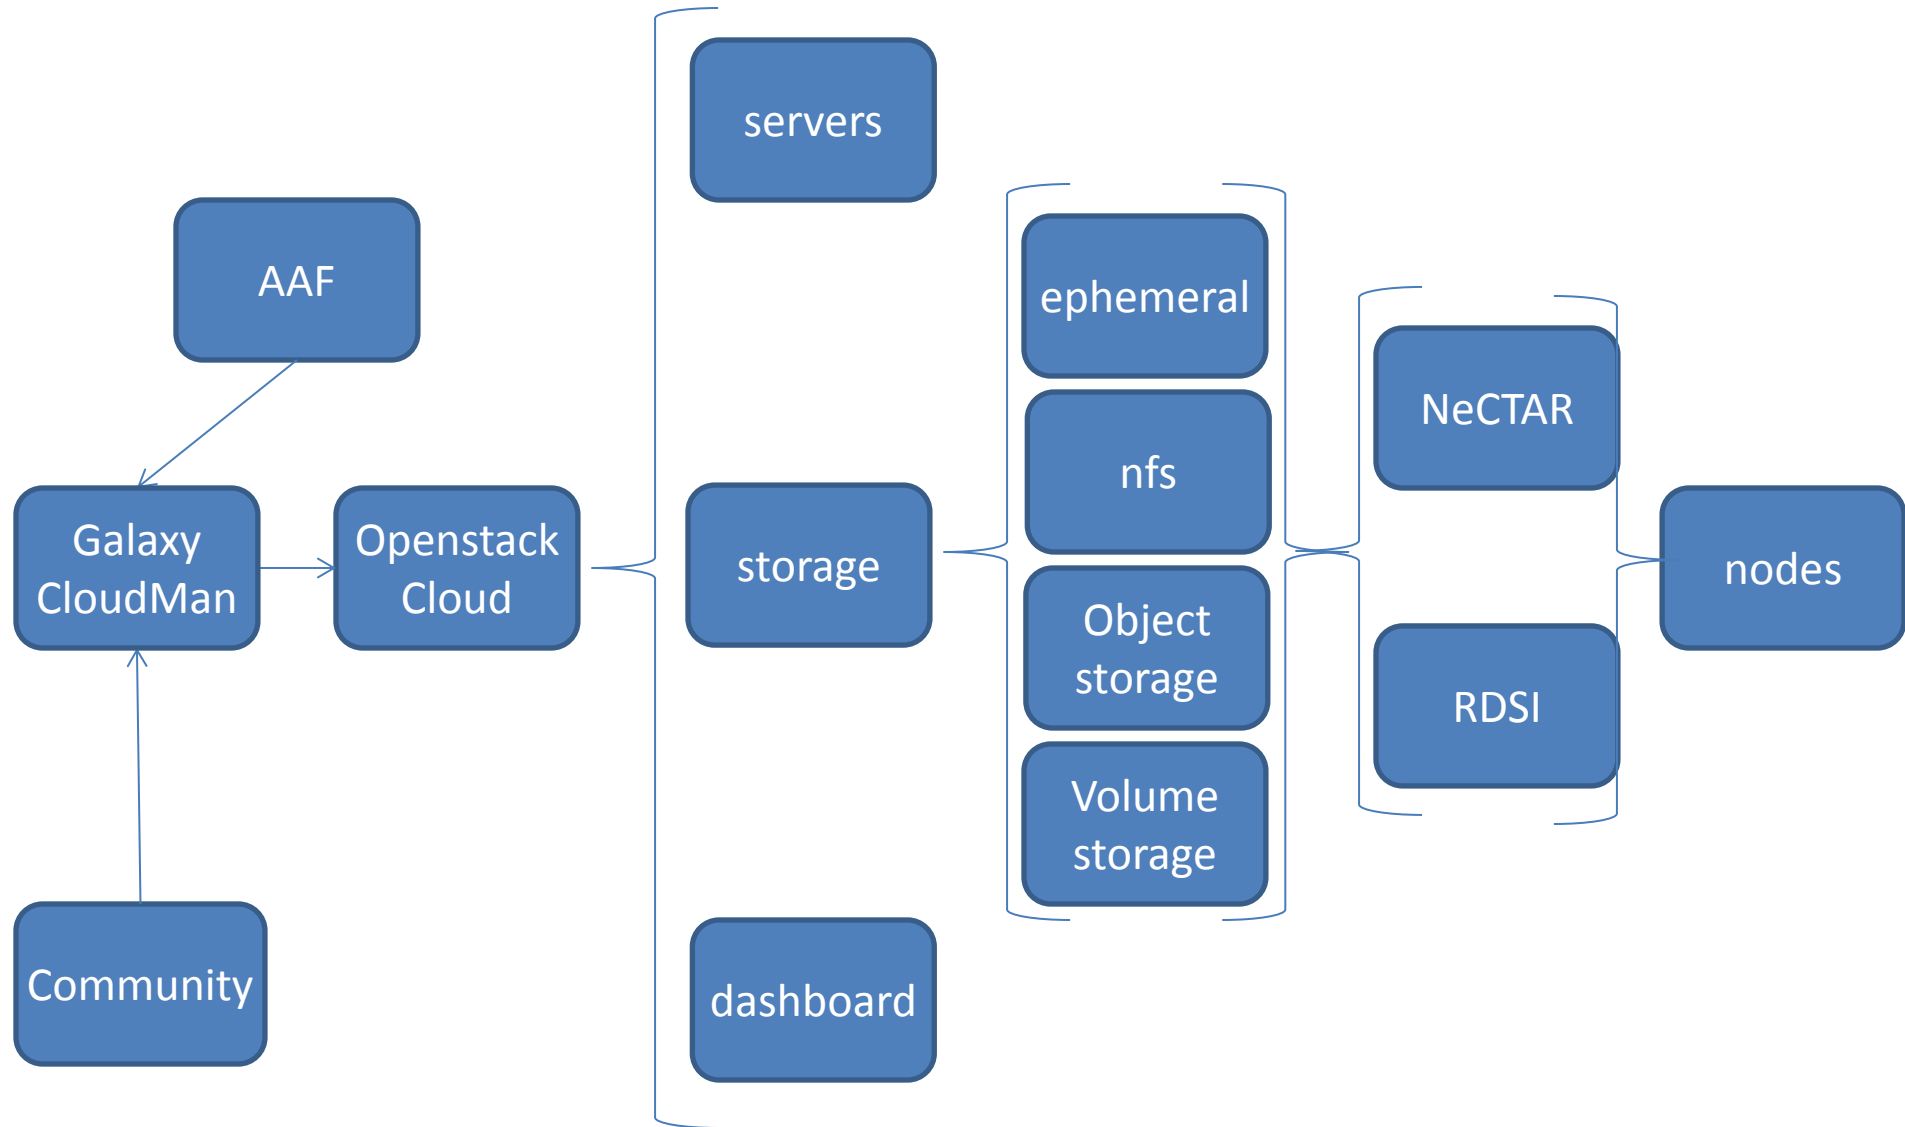 AAF
Galaxy
CloudMan
Community
Openstack
Cloud
servers
storage
dashboard
ephemeral
nfs
Object
storage
Volume
storage
NeCTAR
RDSI
nodes